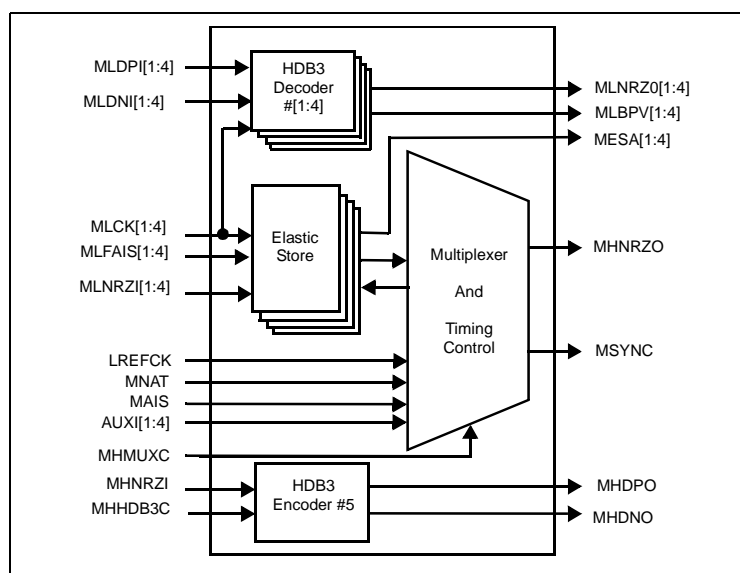 MLDPI[1:4]
MLDNI[1:4]
HDB3
Decoder
#[1:4]
MLNRZ0[1:4]
MLBPV[1:4]
MESA[1:4]
MLCK[1:4]
MLFAIS[1:4]
MLNRZI[1:4]
Elastic
Store
Multiplexer
And
Timing
Control
MHNRZO
MSYNC
LREFCK
MNAT
MAIS
AUXI[1:4]
MHMUXC
MHNRZI
MHHDB3C
HDB3
Encoder #5
MHDPO
MHDNO